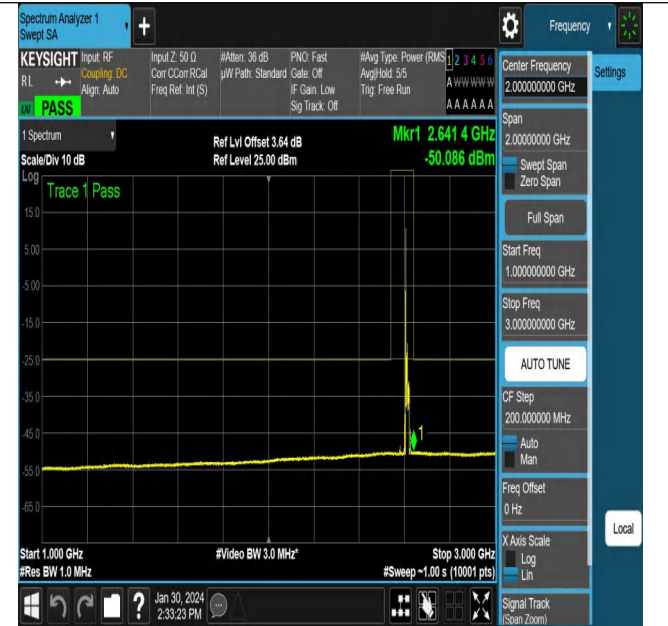 Spectrum Analyzer 1
Swept SA
+
Frequency
KEYSIGHT
RL
LXI PASS
Input: RF
Coupling: DC
Align: Auto
Input Z: 50 Ω
Corr CCorr RCal
Freq Ref: Int (S)
#Atten: 36 dB
µW Path: Standard
PNO: Fast
Gate: Off
IF Gain: Low
Sig Track: Off
#Avg Type: Power (RMS
Avg|Hold: 5/5
Trig: Free Run
1 2 3 4 5 6
A W W W W W
A A A A A A
1 Spectrum
Scale/Div 10 dB
Ref Lvl Offset 3.64 dB
Ref Level 25.00 dBm
Mkr1 2.641 4 GHz
-50.086 dBm
Log
Trace 1 Pass
15.0
5.00
-5.00
-15.0
-25.0
-35.0
-45.0
-55.0
-65.0
1
Start 1.000 GHz
#Res BW 1.0 MHz
#Video BW 3.0 MHz*
Stop 3.000 GHz
#Sweep ~1.00 s (10001 pts)
Center Frequency
2.00000000 GHz
Span
2.00000000 GHz
Swept Span
Zero Span
Full Span
Start Freq
1.000000000 GHz
Stop Freq
3.000000000 GHz
AUTO TUNE
CF Step
200.000000 MHz
Auto
Man
Freq Offset
0 Hz
X Axis Scale
Log
Lin
Signal Track
(Span Zoom)
Settings
Local
?
Jan 30, 2024
2:33:23 PM